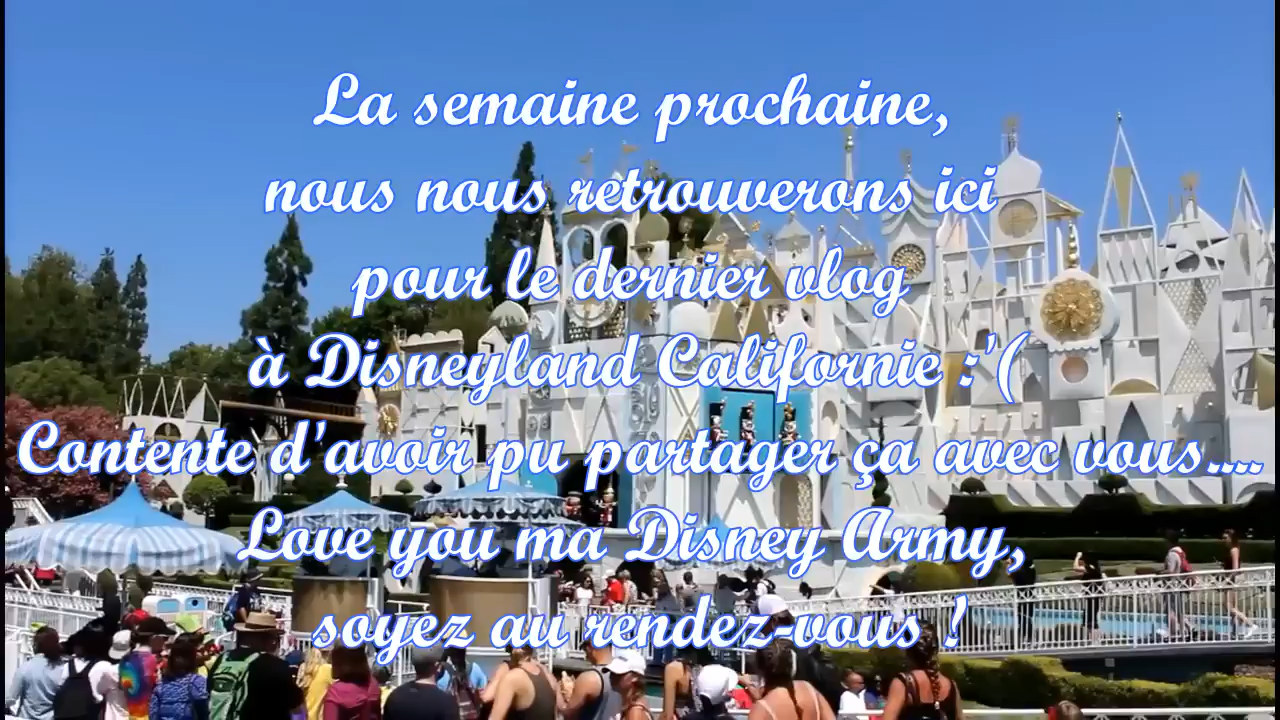 La semaine prochaine,
nous nous retrouverons ici
pour le dernier vlog
à Disneyland Californie :'(
Contente d'avoir pu partager ça avec vous....
Love you ma Disney Army,
soyez au rendez-vous !